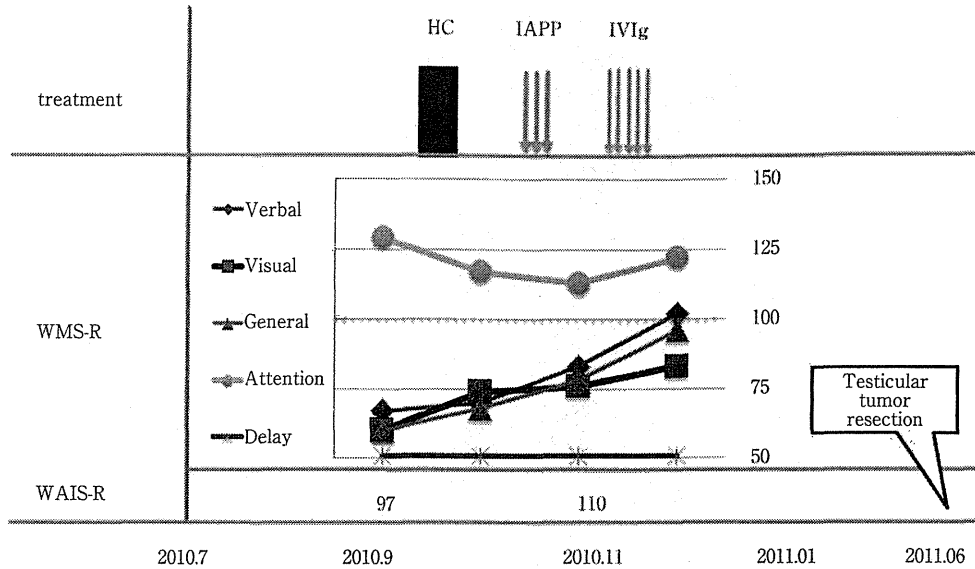 HC IAPP IVIg
treatment
150
Verbal
125
Visual
General
100
WMS-R
Attention
75
Testicular
tumor
resection
Delay
50
WAIS-R 97 110
2010.7 2010.9 2010.11 2011.01 2011.06